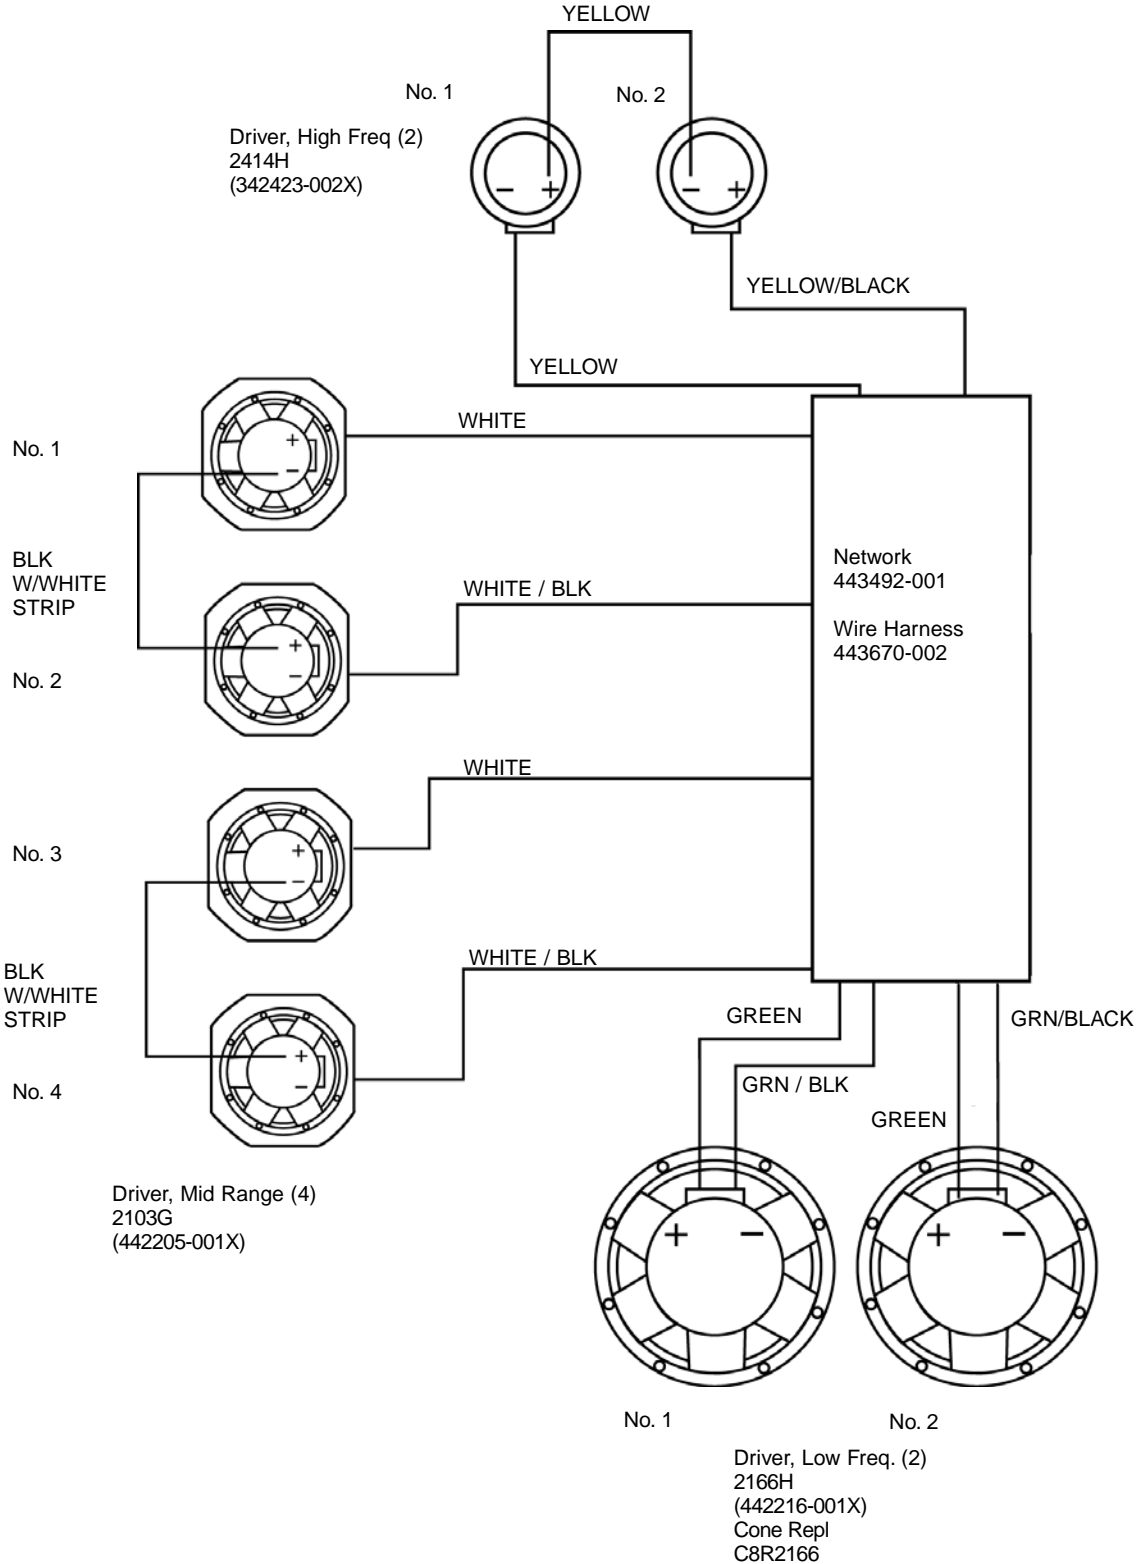 YELLOW
No. 1
No. 2
Driver, High Freq (2)
2414H
(342423-002X)
− +
− +
YELLOW/BLACK
YELLOW
WHITE
No. 1
+
−
BLK
W/WHITE
STRIP
WHITE / BLK
Network
443492-001
Wire Harness
443670-002
No. 2
+
−
WHITE
No. 3
+
−
BLK
W/WHITE
STRIP
WHITE / BLK
No. 4
+
−
GREEN
GRN/BLACK
GRN / BLK
GREEN
Driver, Mid Range (4)
2103G
(442205-001X)
+ −
+ −
No. 1
No. 2
Driver, Low Freq. (2)
2166H
(442216-001X)
Cone Repl
C8R2166